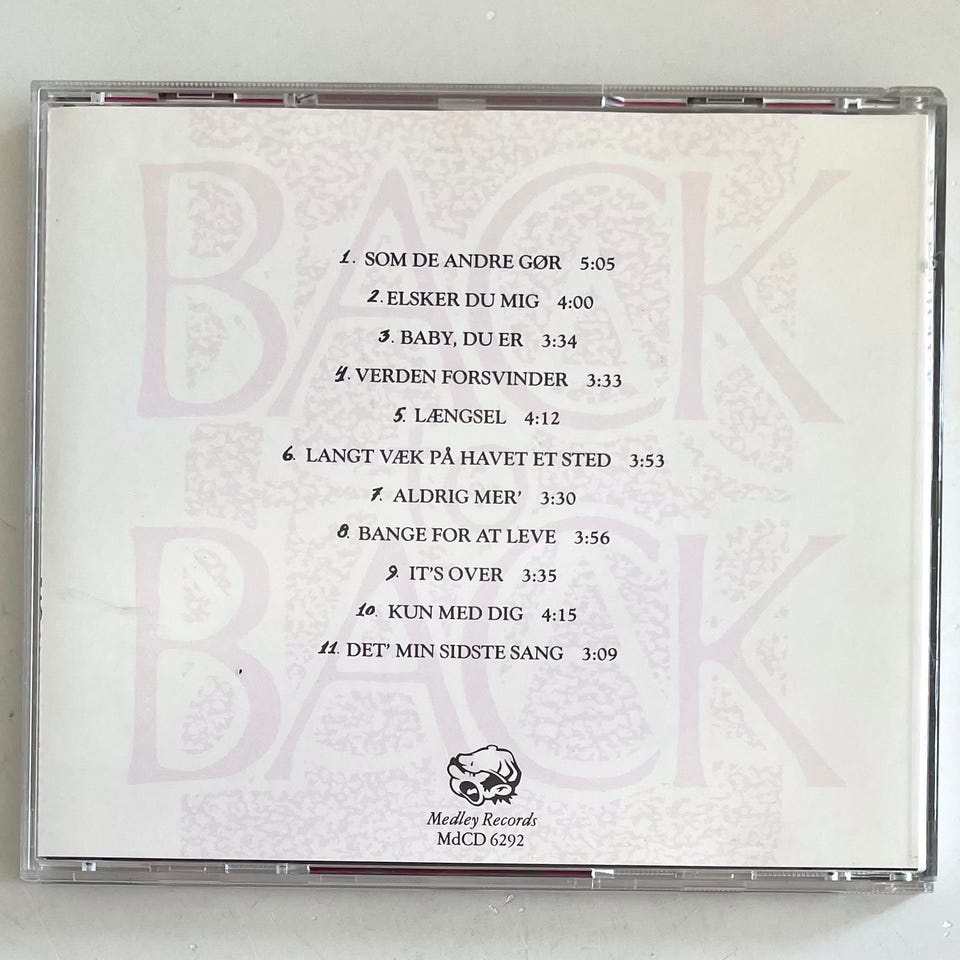 BACK
TO
BACK
1. SOM DE ANDRE GØR 5:05
2. ELSKER DU MIG 4:00
3. BABY, DU ER 3:34
4. VERDEN FORSVINDER 3:33
5. LÆNGSEL 4:12
6. LANGT VÆK PÅ HAVET ET STED 3:53
7. ALDRIG MER' 3:30
8. BANGE FOR AT LEVE 3:56
9. IT'S OVER 3:35
10. KUN MED DIG 4:15
11. DET' MIN SIDSTE SANG 3:09
Medley Records
MdCD 6292